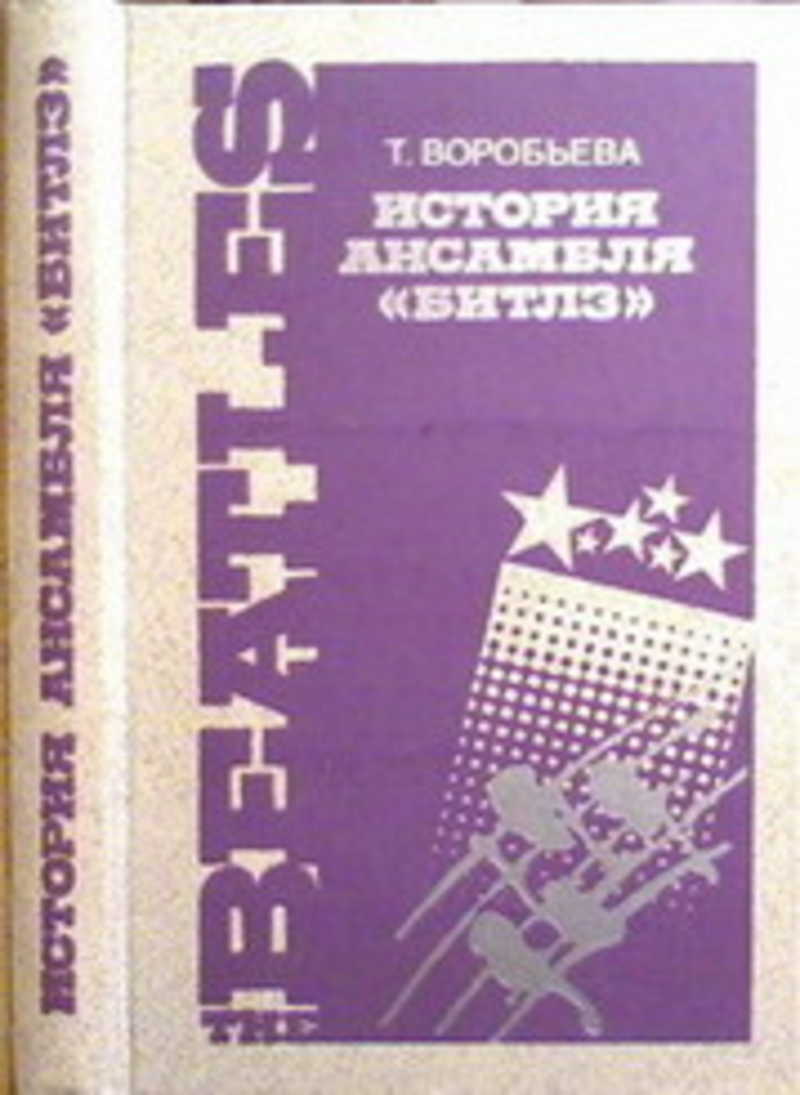 ИСТОРИЯ АНСАМБЛЯ «БИТЛЗ»
THE BEATLES
Т. ВОРОБЬЕВА
ИСТОРИЯ
АНСАМБЛЯ
«БИТЛЗ»